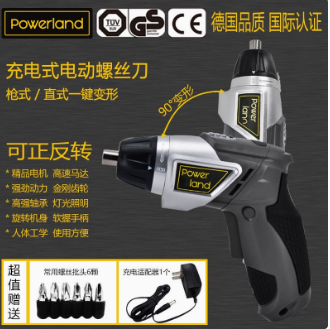 Powerland
TUV
GS
CE
德国品质 国际认证
充电式电动螺丝刀
枪式 / 直式一键变形
90°变形
Powerland
可正反转
• 精品电机 高速马达
• 强劲动力 金刚齿轮
• 高强轴承 灯光照明
• 旋转机身 软握手柄
• 人体工学 使用方便
Power
land
超值赠送
常用螺丝批头6颗
充电适配器1个